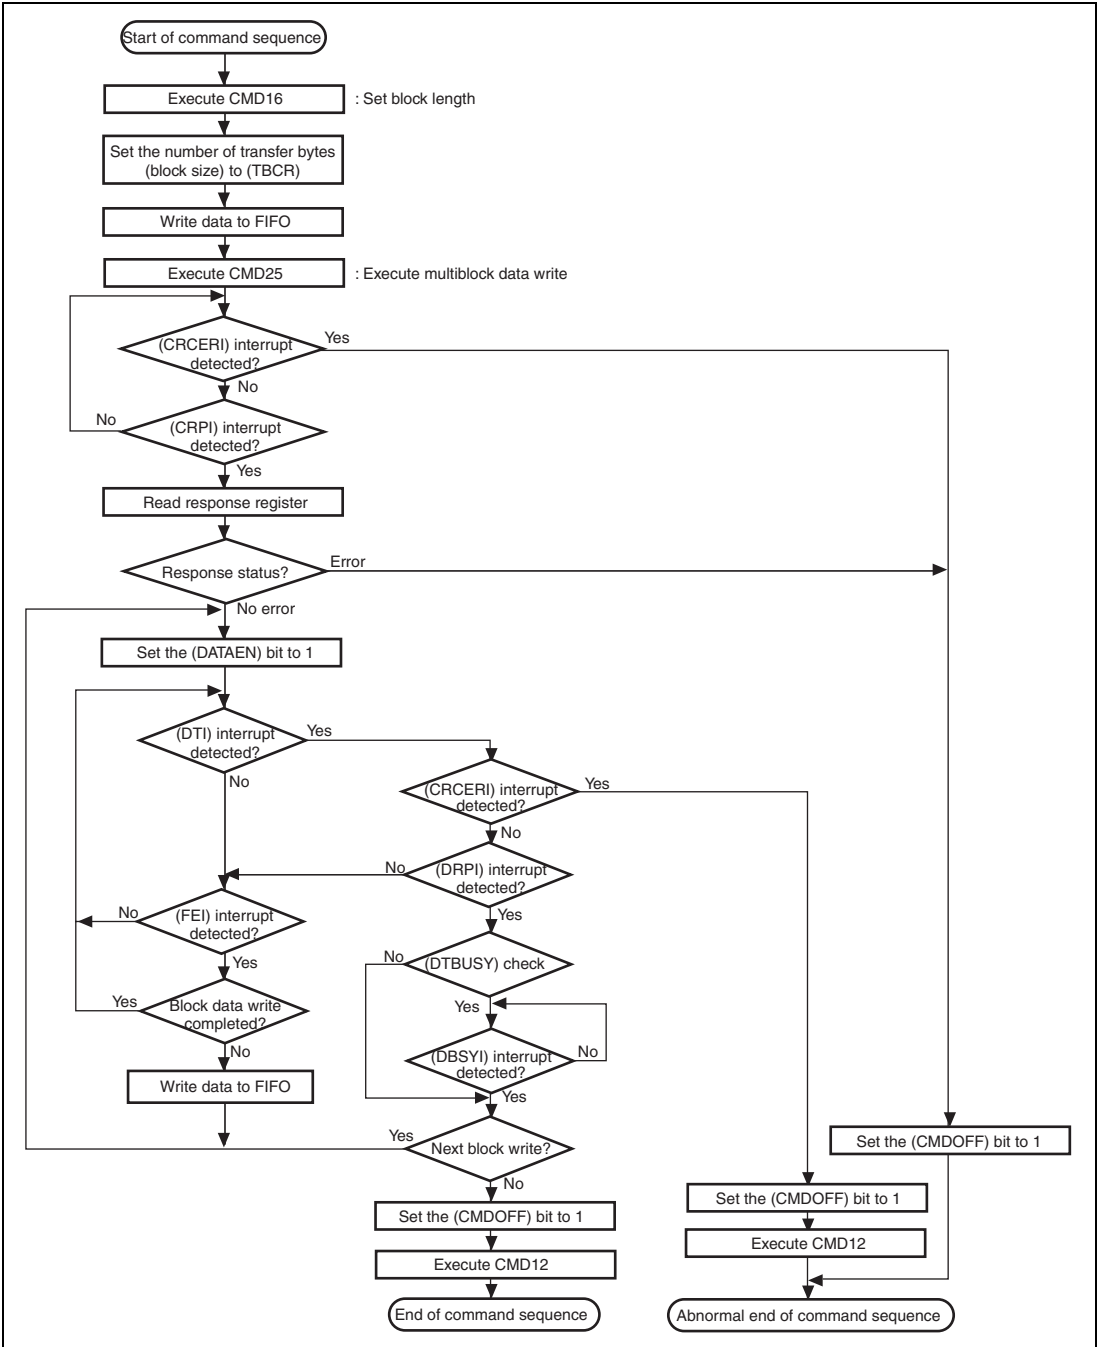 Start of command sequence
Execute CMD16
: Set block length
Set the number of transfer bytes
(block size) to (TBCR)
Write data to FIFO
Execute CMD25
: Execute multiblock data write
(CRCERI) interrupt
detected?
Yes
No
(CRPI) interrupt
detected?
No
Yes
Read response register
Response status?
Error
No error
Set the (DATAEN) bit to 1
(DTI) interrupt
detected?
Yes
No
(CRCERI) interrupt
detected?
Yes
No
(DRPI) interrupt
detected?
No
Yes
(FEI) interrupt
detected?
No
Yes
(DTBUSY) check
No
Yes
Block data write
completed?
Yes
No
(DBSYI) interrupt
detected?
No
Yes
Write data to FIFO
Next block write?
Yes
No
Set the (CMDOFF) bit to 1
Set the (CMDOFF) bit to 1
Set the (CMDOFF) bit to 1
Execute CMD12
Execute CMD12
End of command sequence
Abnormal end of command sequence